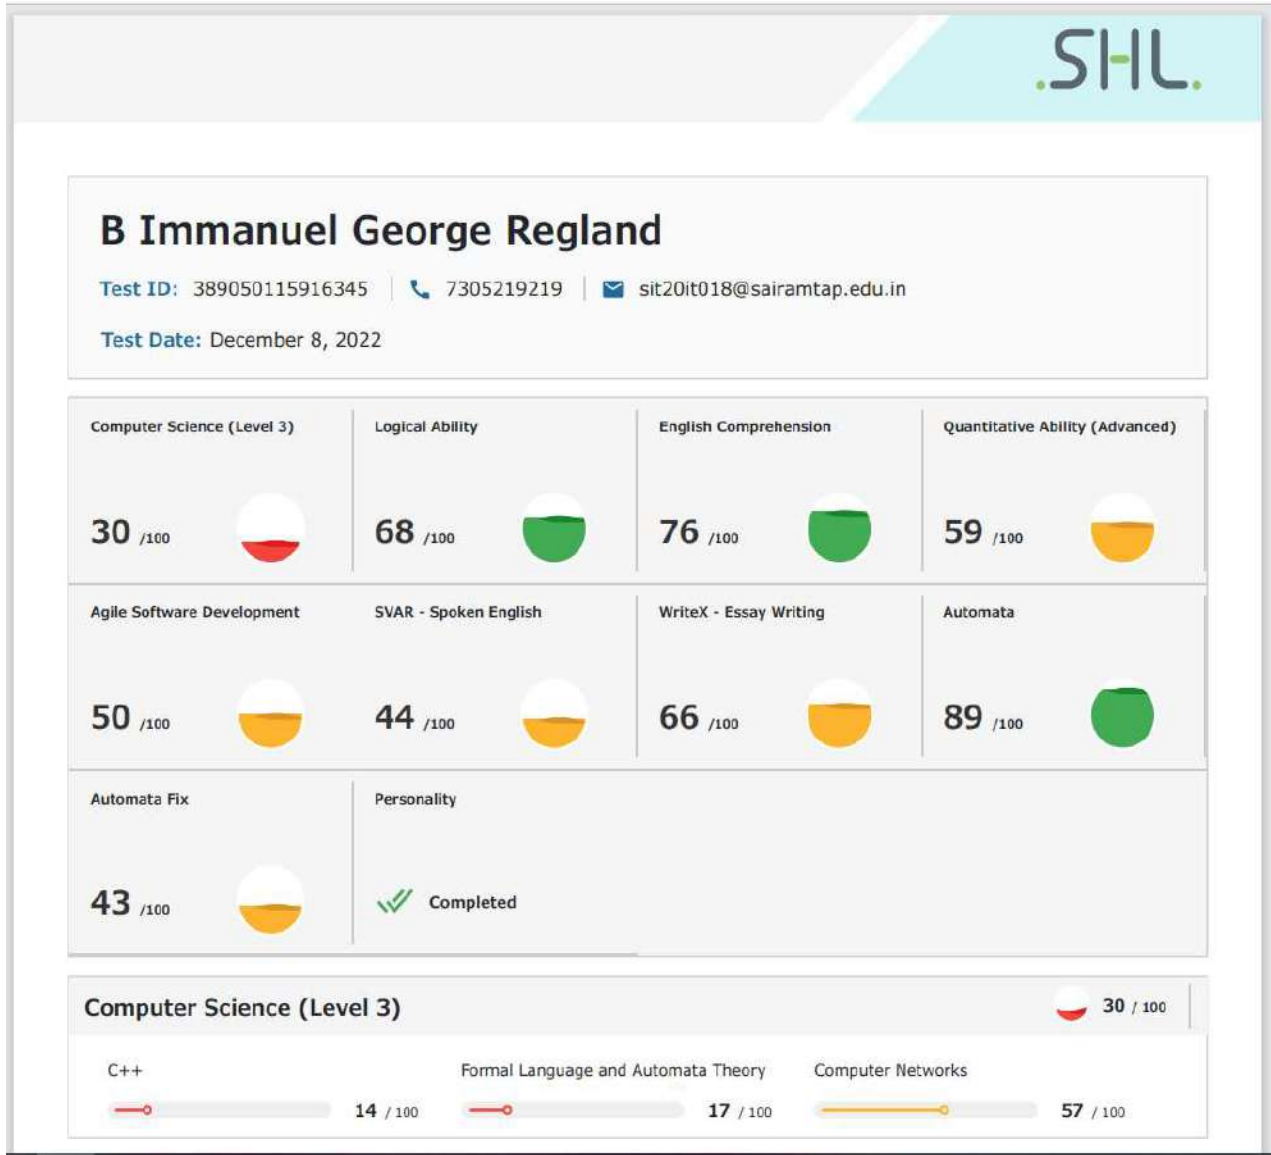 .SHL.
B Immanuel George Regland
Test ID: 389050115916345 7305219219 sit20it018@sairamtap.edu.in
Test Date: December 8, 2022
Computer Science (Level 3) Logical Ability English Comprehension Quantitative Ability (Advanced)
30 /100 68 /100 76 /100 59 /100
Agile Software Development SVAR - Spoken English WriteX - Essay Writing Automata
50 /100 44 /100 66 /100 89 /100
Automata Fix Personality
43 /100 Completed
Computer Science (Level 3) 30 / 100
C++ Formal Language and Automata Theory Computer Networks
14 / 100 17 / 100 57 / 100